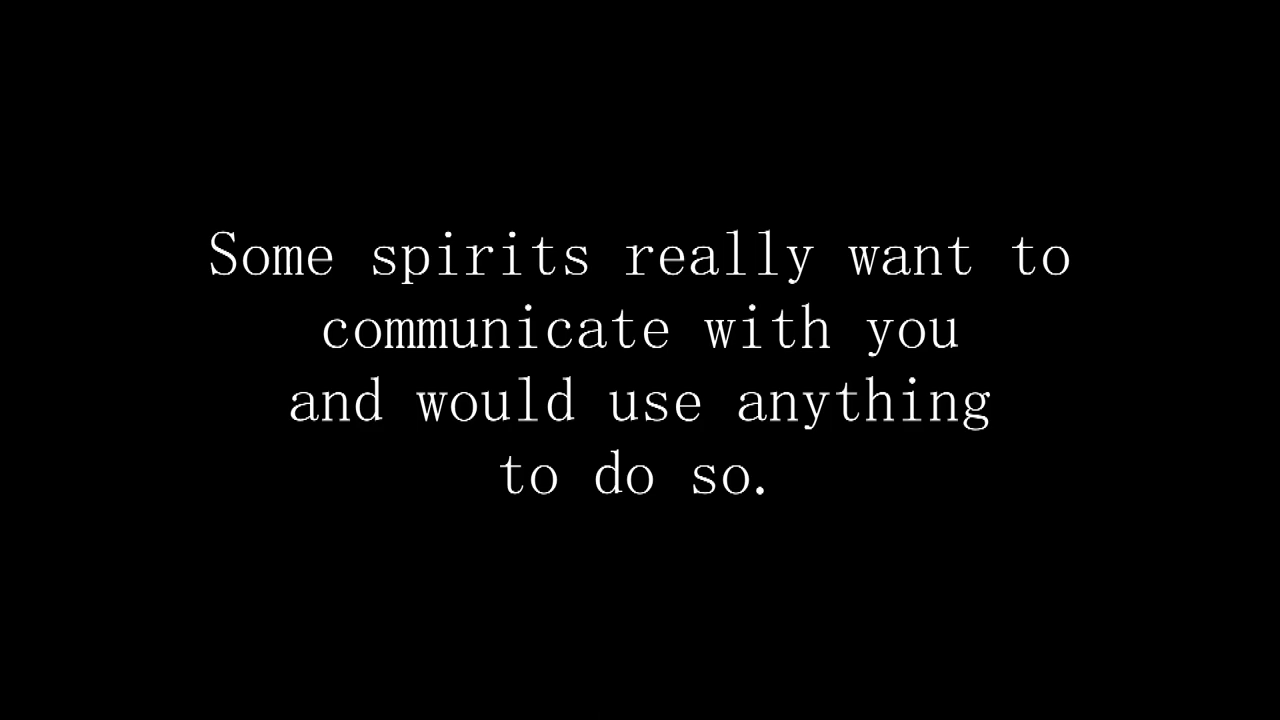 Some spirits really want to
communicate with you
and would use anything
to do so.